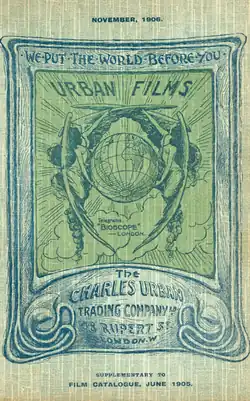 NOVEMBER, 1906.
WE·PUT·THE·WORLD·BEFORE·YOU·
URBAN FILMS
Telegrams
"BIOSCOPE"
—LONDON.
The
CHARLES URBAN
TRADING COMPANY Ld
48 RUPERT St
LONDON. W
SUPPLEMENTARY TO
FILM CATALOGUE, JUNE 1905.